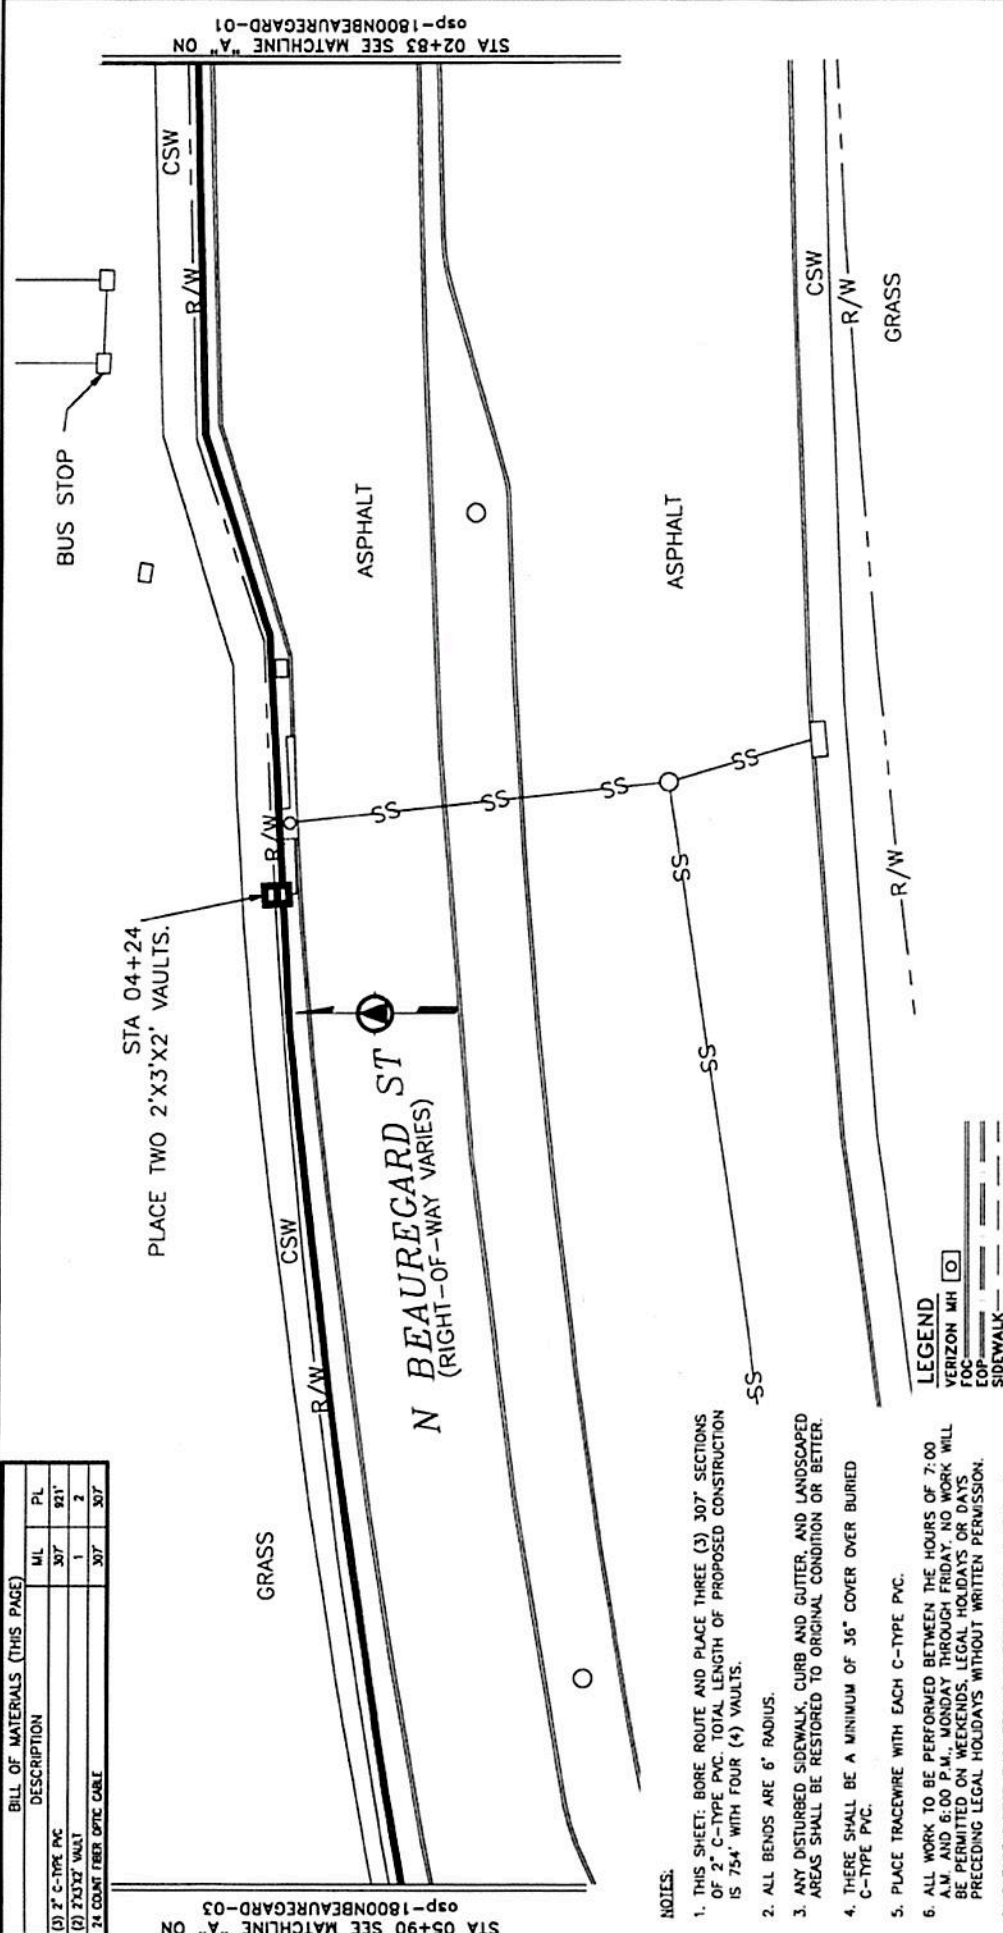 BILL OF MATERIALS (THIS PAGE)
DESCRIPTION ML PL
(3) 2" C-TYPE PVC 307' 921'
(2) 2'X3'X2' VAULT 1 2
24 COUNT FIBER OPTIC CABLE 307' 307'
STA 05+90 SEE MATCHLINE "A" ON
osp-1800NBEAUREGARD-03
STA 02+83 SEE MATCHLINE "A" ON
osp-1800NBEAUREGARD-01
BUS STOP
STA 04+24
PLACE TWO 2'X3'X2' VAULTS.
CSW
R/W
R/W
CSW
R/W
GRASS
ASPHALT
N BEAUREGARD ST
(RIGHT-OF-WAY VARIES)
ASPHALT
SS
SS
SS
SS
SS
SS
SS
CSW
R/W
R/W
GRASS
NOTES:
1. THIS SHEET: BORE ROUTE AND PLACE THREE (3) 307' SECTIONS
OF 2" C-TYPE PVC. TOTAL LENGTH OF PROPOSED CONSTRUCTION
IS 754' WITH FOUR (4) VAULTS.
2. ALL BENDS ARE 6' RADIUS.
3. ANY DISTURBED SIDEWALK, CURB AND GUTTER, AND LANDSCAPED
AREAS SHALL BE RESTORED TO ORIGINAL CONDITION OR BETTER.
4. THERE SHALL BE A MINIMUM OF 36" COVER OVER BURIED
C-TYPE PVC.
5. PLACE TRACEWIRE WITH EACH C-TYPE PVC.
6. ALL WORK TO BE PERFORMED BETWEEN THE HOURS OF 7:00
A.M. AND 6:00 P.M., MONDAY THROUGH FRIDAY. NO WORK WILL
BE PERMITTED ON WEEKENDS, LEGAL HOLIDAYS OR DAYS
PRECEDING LEGAL HOLIDAYS WITHOUT WRITTEN PERMISSION.
LEGEND
VERIZON MH
FOC
EOP
SIDEWALK